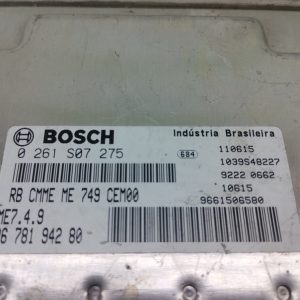 BOSCH
Indústria Brasileira
0 261 S07 275
684
110615
1039S48227
RB CMME ME 749 CEM00
9222 0662
10615
ME7.4.9
9661506580
96 781 942 80